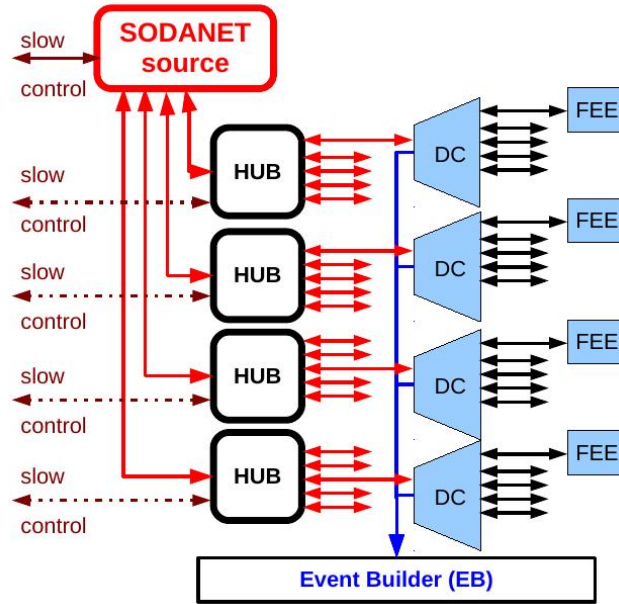 slow
control
SODANET
source
FEE
slow
control
HUB
DC
FEE
slow
control
HUB
DC
FEE
slow
control
HUB
DC
FEE
slow
control
HUB
DC
Event Builder (EB)